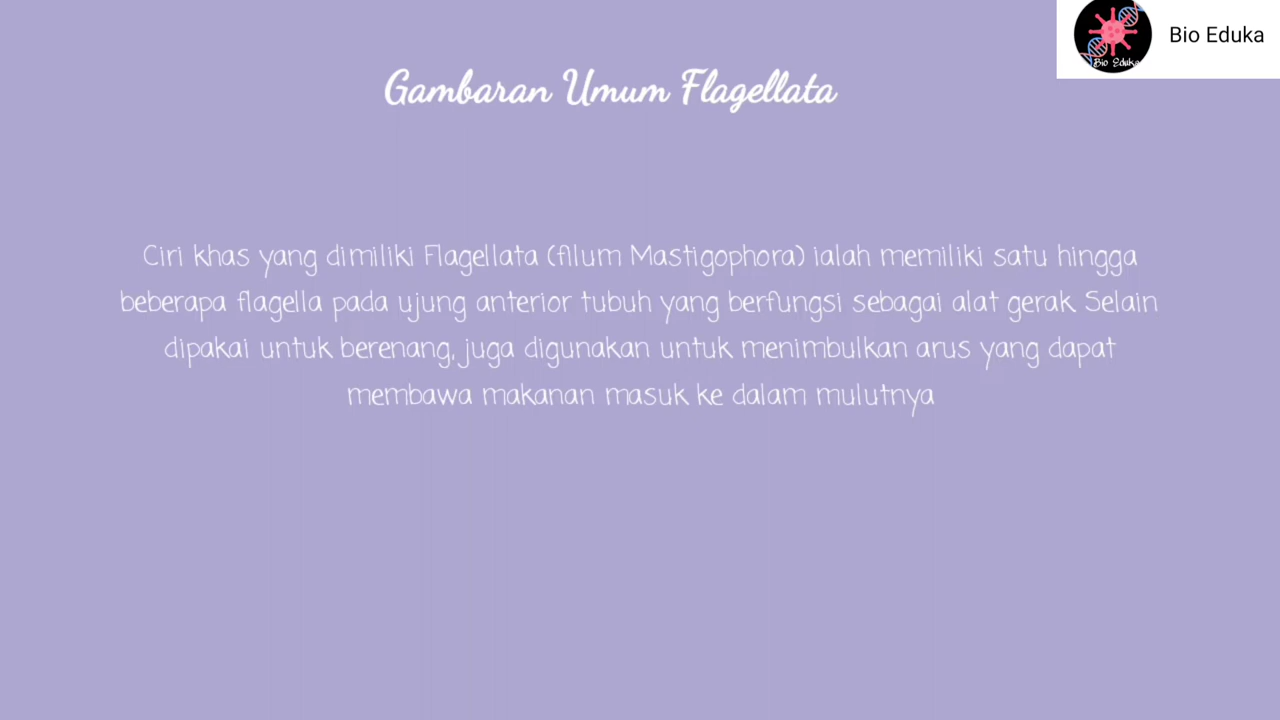 Bio Eduka
Bio Eduka
Gambaran Umum Flagellata
Ciri khas yang dimiliki Flagellata (filum Mastigophora) ialah memiliki satu hingga
beberapa flagella pada ujung anterior tubuh yang berfungsi sebagai alat gerak. Selain
dipakai untuk berenang, juga digunakan untuk menimbulkan arus yang dapat
membawa makanan masuk ke dalam mulutnya